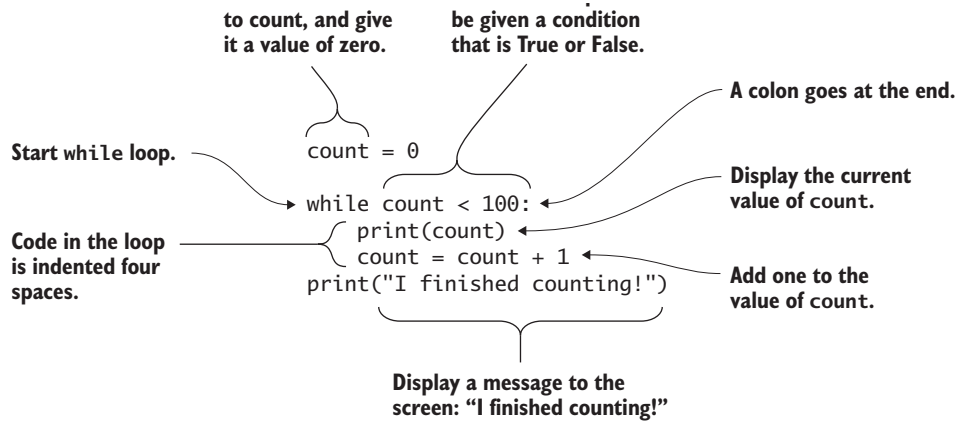 to count, and give
it a value of zero.
be given a condition
that is True or False.
A colon goes at the end.
Start while loop.
count = 0
while count < 100:
    print(count)
    count = count + 1
print("I finished counting!")
Display the current
value of count.
Code in the loop
is indented four
spaces.
Add one to the
value of count.
Display a message to the
screen: “I finished counting!”